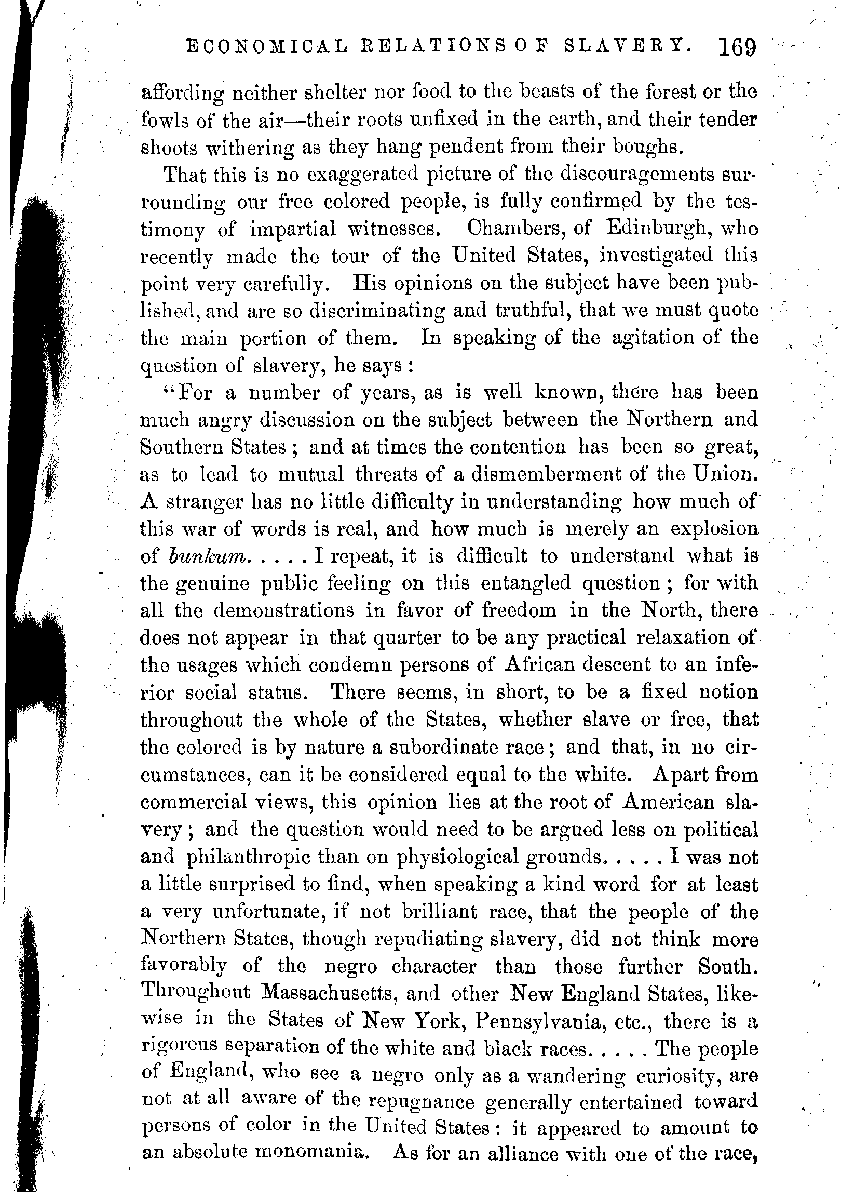 ECONOMICAL RELATIONS OF SLAVERY. 169
affording neither shelter nor food to the beasts of the forest or the
fowls of the air—their roots unfixed in the earth, and their tender
shoots withering as they hang pendent from their boughs.
That this is no exaggerated picture of the discouragements sur-
rounding our free colored people, is fully confirmed by the tes-
timony of impartial witnesses. Chambers, of Edinburgh, who
recently made the tour of the United States, investigated this
point very carefully. His opinions on the subject have been pub-
lished, and are so discriminating and truthful, that we must quote
the main portion of them. In speaking of the agitation of the
question of slavery, he says:
"For a number of years, as is well known, there has been
much angry discussion on the subject between the Northern and
Southern States; and at times the contention has been so great,
as to lead to mutual threats of a dismemberment of the Union.
A stranger has no little difficulty in understanding how much of
this war of words is real, and how much is merely an explosion
of bunkum. . . . . I repeat, it is difficult to understand what is
the genuine public feeling on this entangled question; for with
all the demonstrations in favor of freedom in the North, there
does not appear in that quarter to be any practical relaxation of
the usages which condemn persons of African descent to an infe-
rior social status. There seems, in short, to be a fixed notion
throughout the whole of the States, whether slave or free, that
the colored is by nature a subordinate race; and that, in no cir-
cumstances, can it be considered equal to the white. Apart from
commercial views, this opinion lies at the root of American sla-
very; and the question would need to be argued less on political
and philanthropic than on physiological grounds. . . . . I was not
a little surprised to find, when speaking a kind word for at least
a very unfortunate, if not brilliant race, that the people of the
Northern States, though repudiating slavery, did not think more
favorably of the negro character than those further South.
Throughout Massachusetts, and other New England States, like-
wise in the States of New York, Pennsylvania, etc., there is a
rigorous separation of the white and black races. . . . . The people
of England, who see a negro only as a wandering curiosity, are
not at all aware of the repugnance generally entertained toward
persons of color in the United States: it appeared to amount to
an absolute monomania. As for an alliance with one of the race,